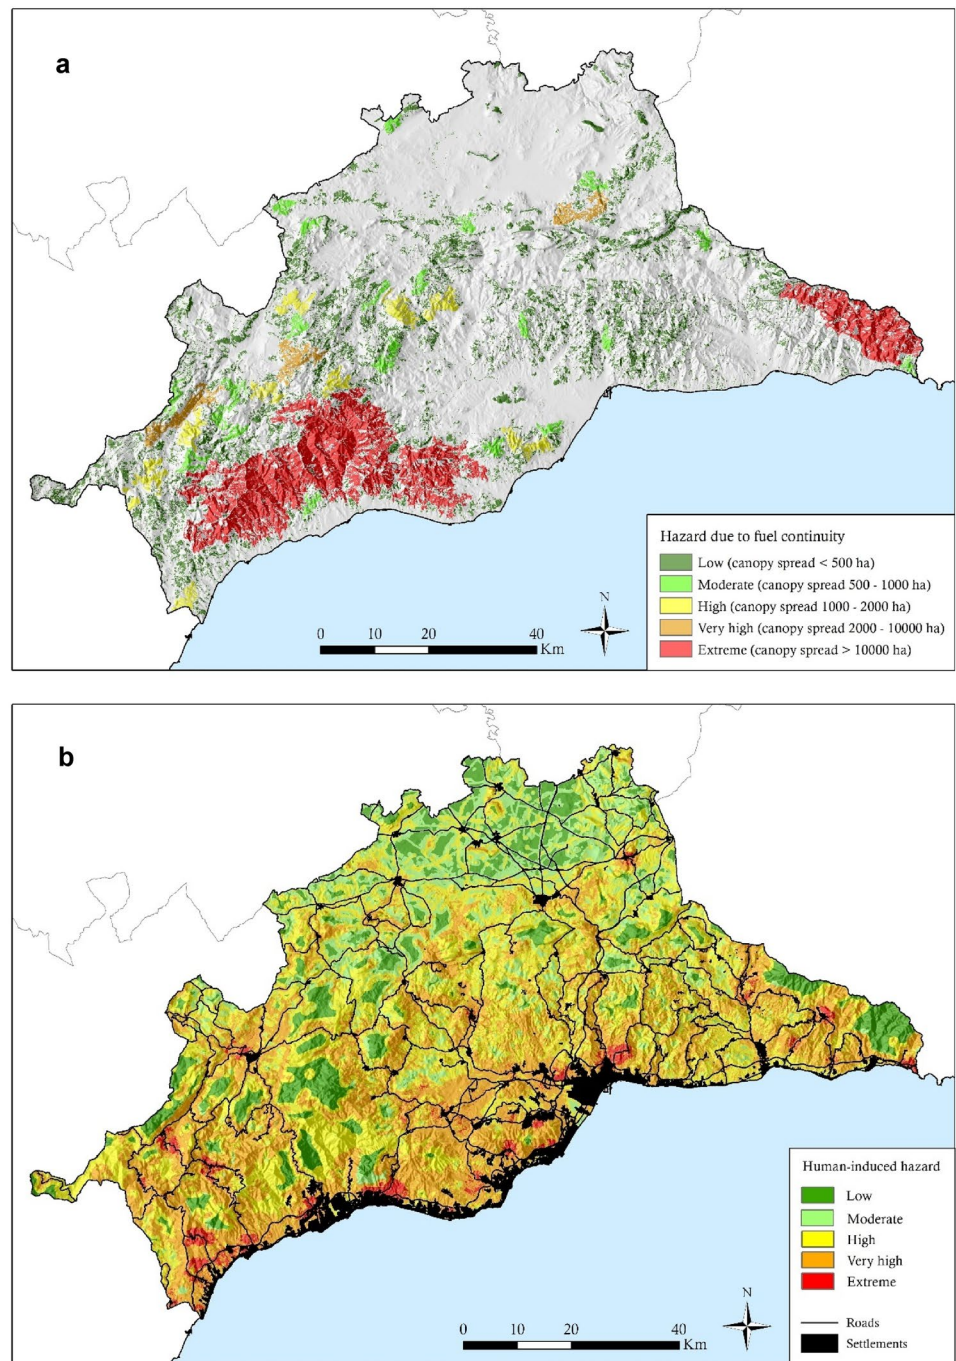 a
Hazard due to fuel continuity
Low (canopy spread < 500 ha)
Moderate (canopy spread 500 - 1000 ha)
High (canopy spread 1000 - 2000 ha)
Very high (canopy spread 2000 - 10000 ha)
Extreme (canopy spread > 10000 ha)
N
0 10 20 40
Km
b
Human-induced hazard
Low
Moderate
High
Very high
Extreme
Roads
Settlements
N
0 10 20 40
Km